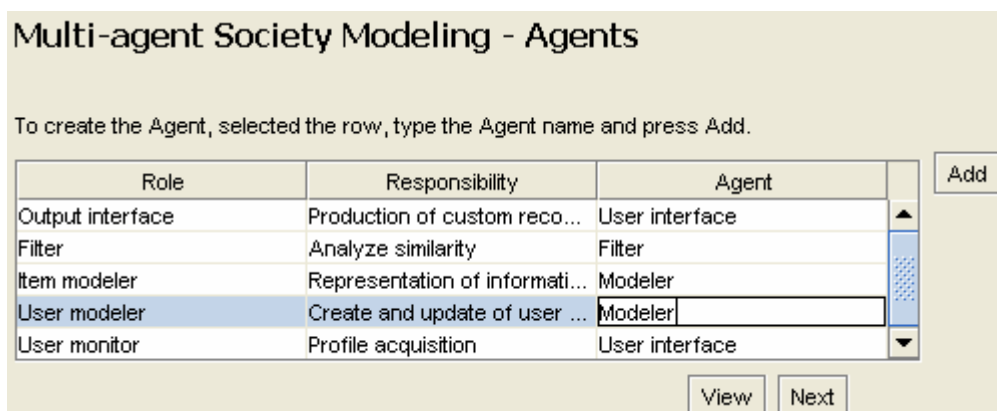 Multi-agent Society Modeling - Agents
To create the Agent, selected the row, type the Agent name and press Add.
Role Responsibility Agent Add
Output interface Production of custom reco... User interface
Filter Analyze similarity Filter
Item modeler Representation of informati... Modeler
User modeler Create and update of user ... Modeler
User monitor Profile acquisition User interface
View Next